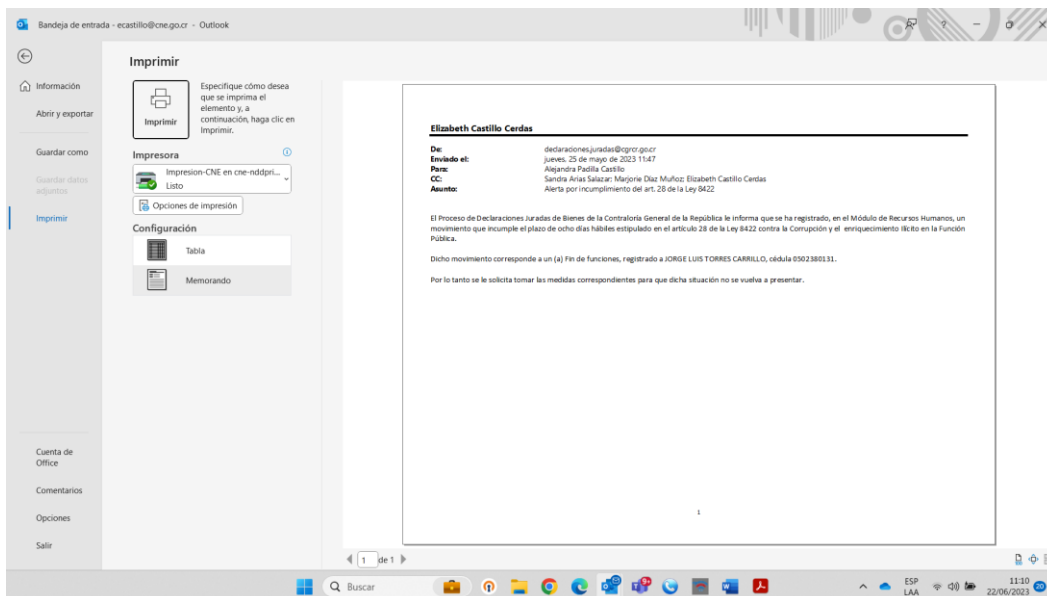 Bandeja de entrada - ecastillo@cne.go.cr - Outlook
?
Información
Abrir y exportar
Guardar como
Guardar datos
adjuntos
Imprimir
Cuenta de
Office
Comentarios
Opciones
Salir
Imprimir
Imprimir
Especifique cómo desea
que se imprima el
elemento y, a
continuación, haga clic en
Imprimir.
Impresora
Impresion-CNE en cne-nddpri...
Listo
Opciones de impresión
Configuración
Tabla
Memorando
Elizabeth Castillo Cerdas
De: declaraciones.juradas@cgrcr.go.cr
Enviado el: jueves, 25 de mayo de 2023 11:47
Para: Alejandra Padilla Castillo
CC: Sandra Arias Salazar; Marjorie Díaz Muñoz; Elizabeth Castillo Cerdas
Asunto: Alerta por incumplimiento del art. 28 de la Ley 8422
El Proceso de Declaraciones Juradas de Bienes de la Contraloría General de la República le informa que se ha registrado, en el Módulo de Recursos Humanos, un
movimiento que incumple el plazo de ocho días hábiles estipulado en el artículo 28 de la Ley 8422 contra la Corrupción y el enriquecimiento Ilícito en la Función
Pública.
Dicho movimiento corresponde a un (a) Fin de funciones, registrado a JORGE LUIS TORRES CARRILLO, cédula 0502380131.
Por lo tanto se le solicita tomar las medidas correspondientes para que dicha situación no se vuelva a presentar.
1
1 de 1
Buscar
ESP
LAA
11:10
22/06/2023
20